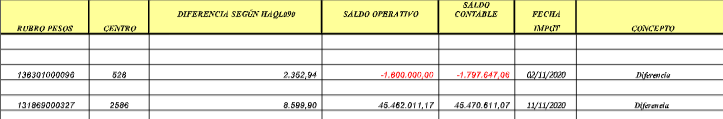 RUBRO PESOS CENTRO DIFERENCIA SEGÚN HAQL090 SALDO OPERATIVO SALDO CONTABLE FECHA IMPUT CONCEPTO
136301000096 528 2.352,94 -1.800.000,00 -1.797.647,06 02/11/2020 Diferencia
131869000327 2586 8.599,90 45.462.011,17 45.470.611,07 11/11/2020 Diferencia